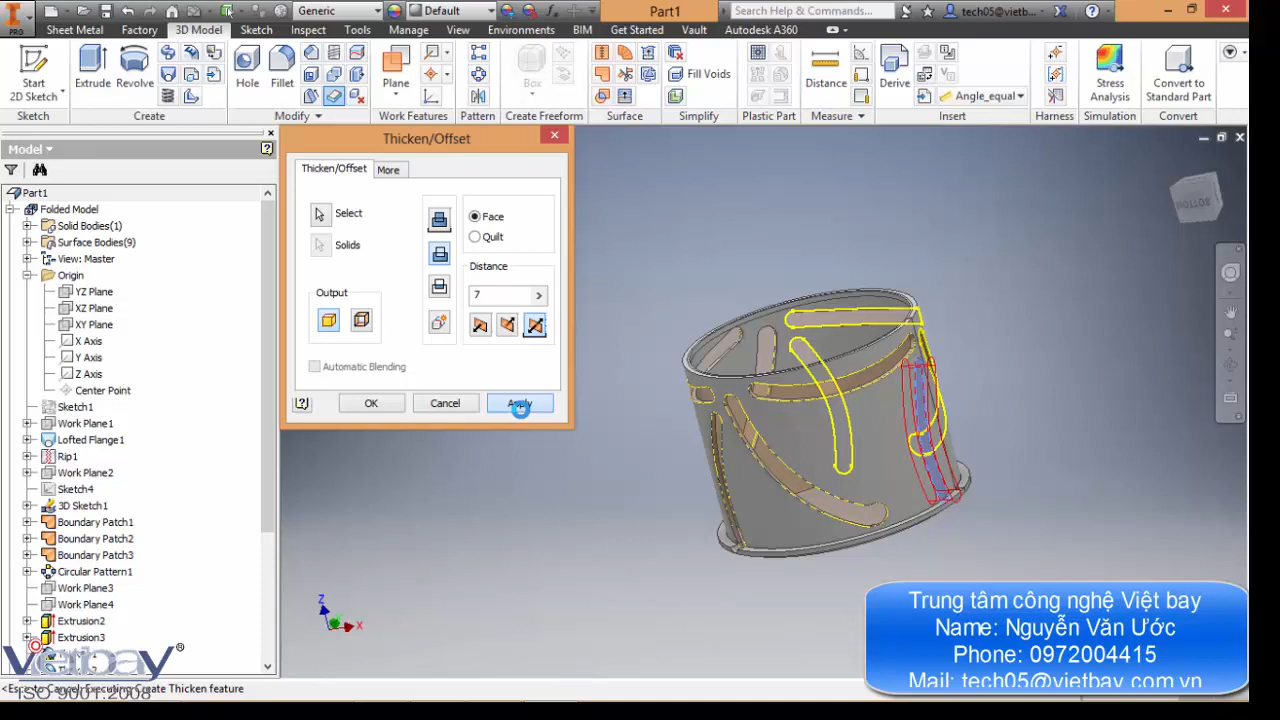 Generic
Default
Part1
Search Help & Commands...
tech05@vietb...
PRO
Sheet Metal
Factory
3D Model
Sketch
Inspect
Tools
Manage
View
Environments
BIM
Get Started
Vault
Autodesk A360
Start
2D Sketch
Extrude
Revolve
Hole
Fillet
Plane
Box
Fill Voids
Distance
Derive
Angle_equal
Stress
Analysis
Convert to
Standard Part
Sketch
Create
Modify
Work Features
Pattern
Create Freeform
Surface
Simplify
Plastic Part
Measure
Insert
Harness
Simulation
Convert
Model
Part1
Folded Model
Solid Bodies(1)
Surface Bodies(9)
View: Master
Origin
YZ Plane
XZ Plane
XY Plane
X Axis
Y Axis
Z Axis
Center Point
Sketch1
Work Plane1
Lofted Flange1
Rip1
Work Plane2
Sketch4
3D Sketch1
Boundary Patch1
Boundary Patch2
Boundary Patch3
Circular Pattern1
Work Plane3
Work Plane4
Extrusion2
Extrusion3
Thicken/Offset
Thicken/Offset
More
Select
Solids
Face
Quilt
Distance
7
Output
Automatic Blending
OK
Cancel
Apply
BOTTOM
Z
X
vietbay ®
ISO 9001:2008
<Esc> to Cancel:Executing Create Thicken feature
Trung tâm công nghệ Việt bay
Name: Nguyễn Văn Ước
Phone: 0972004415
Mail: tech05@vietbay.com.vn